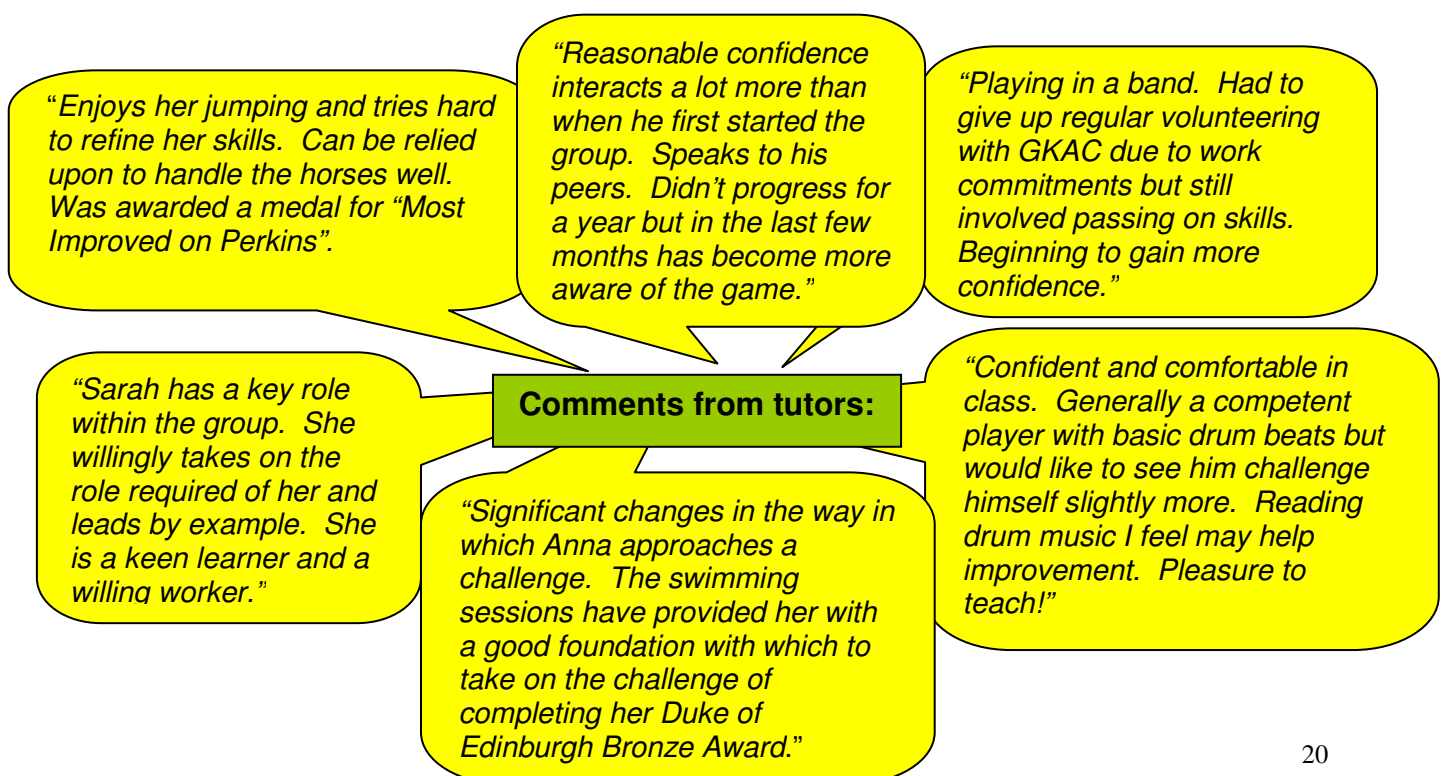 “Enjoys her jumping and tries hard
to refine her skills.  Can be relied
upon to handle the horses well.
Was awarded a medal for “Most
Improved on Perkins”.
“Reasonable confidence
interacts a lot more than
when he first started the
group.  Speaks to his
peers.  Didn’t progress for
a year but in the last few
months has become more
aware of the game.”
“Playing in a band.  Had to
give up regular volunteering
with GKAC due to work
commitments but still
involved passing on skills.
Beginning to gain more
confidence.”
“Sarah has a key role
within the group.  She
willingly takes on the
role required of her and
leads by example.  She
is a keen learner and a
willing worker.”
Comments from tutors:
“Confident and comfortable in
class.  Generally a competent
player with basic drum beats but
would like to see him challenge
himself slightly more.  Reading
drum music I feel may help
improvement.  Pleasure to
teach!”
“Significant changes in the way in
which Anna approaches a
challenge.  The swimming
sessions have provided her with
a good foundation with which to
take on the challenge of
completing her Duke of
Edinburgh Bronze Award.”
20